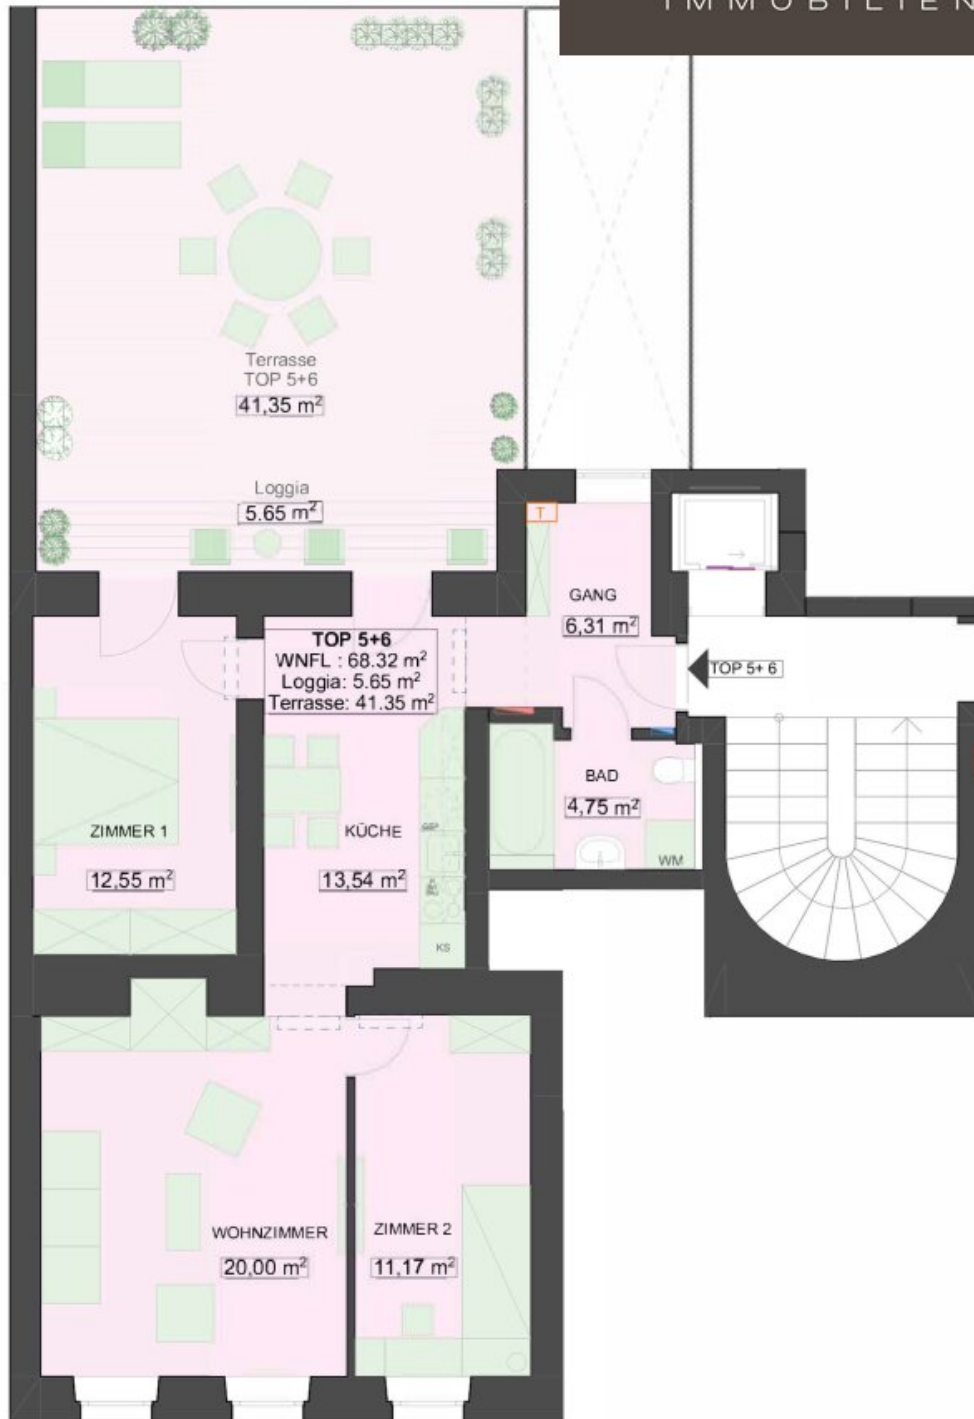 IMMOBILIEN
Terrasse
TOP 5+6
41,35 m²
Loggia
5.65 m²
T
GANG
6,31 m²
TOP 5+6
WNFL : 68.32 m²
Loggia: 5.65 m²
Terrasse: 41.35 m²
TOP 5+ 6
BAD
4,75 m²
WM
ZIMMER 1
12,55 m²
KÜCHE
13,54 m²
KS
WOHNZIMMER
20,00 m²
ZIMMER 2
11,17 m²